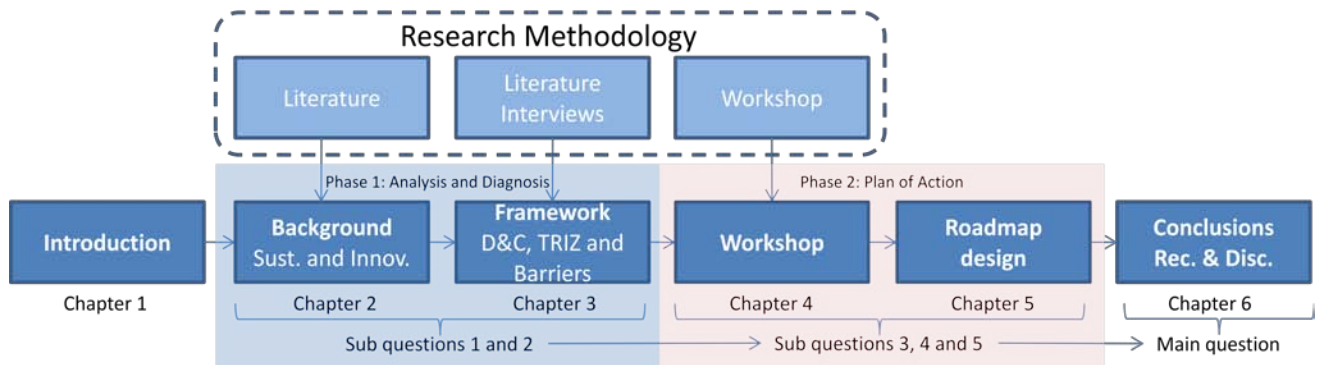 Research Methodology
Literature
Literature
Interviews
Workshop
Phase 1: Analysis and Diagnosis
Phase 2: Plan of Action
Introduction
Background
Sust. and Innov.
Framework
D&C, TRIZ and
Barriers
Workshop
Roadmap
design
Conclusions
Rec. & Disc.
Chapter 1
Chapter 2
Chapter 3
Chapter 4
Chapter 5
Chapter 6
Sub questions 1 and 2
Sub questions 3, 4 and 5
Main question